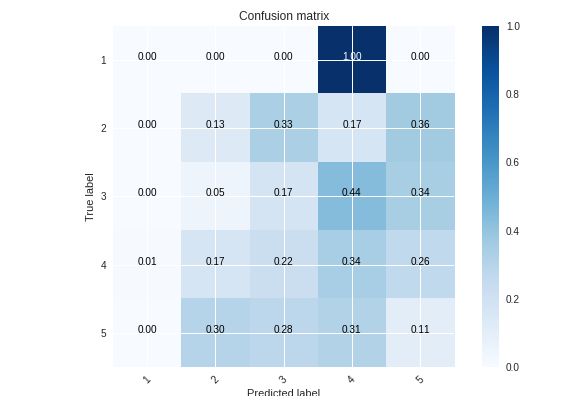 Confusion matrix
1 0.00 0.00 0.00 1.00 0.00
2 0.00 0.13 0.33 0.17 0.36
3 0.00 0.05 0.17 0.44 0.34
4 0.01 0.17 0.22 0.34 0.26
5 0.00 0.30 0.28 0.31 0.11
1 2 3 4 5
Predicted label
True label
1.0
0.8
0.6
0.4
0.2
0.0